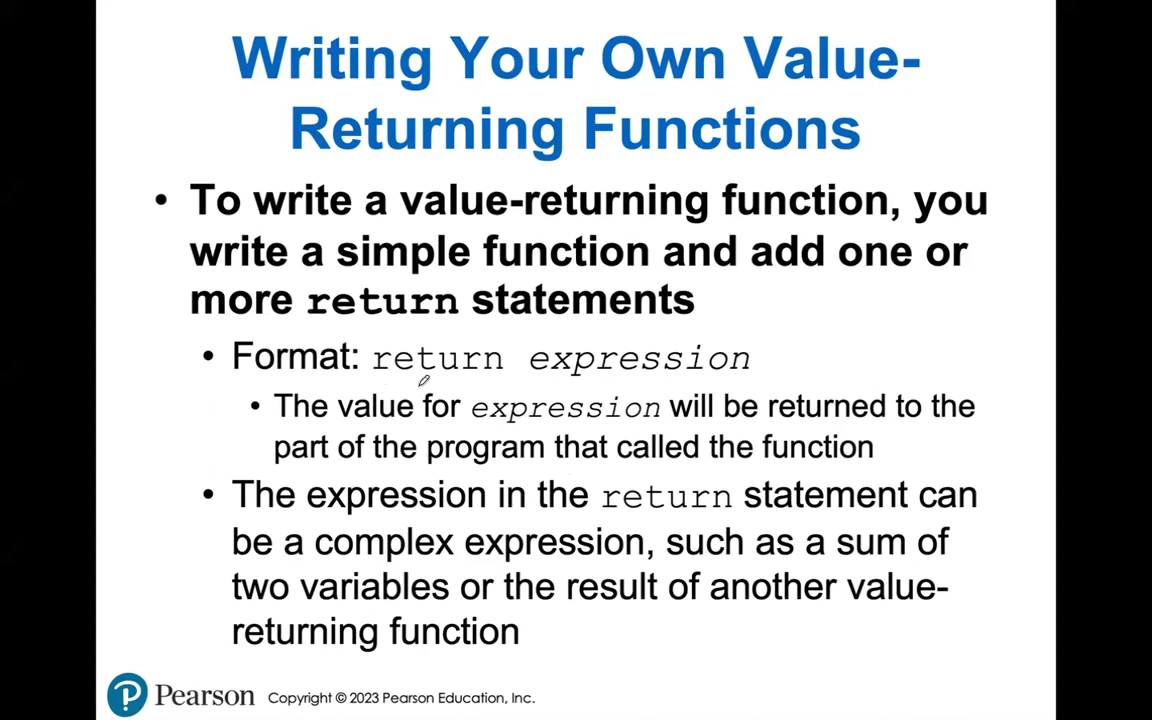 Writing Your Own Value-
Returning Functions
• To write a value-returning function, you
write a simple function and add one or
more return statements
• Format: return expression
• The value for expression will be returned to the
part of the program that called the function
• The expression in the return statement can
be a complex expression, such as a sum of
two variables or the result of another value-
returning function
P Pearson Copyright © 2023 Pearson Education, Inc.